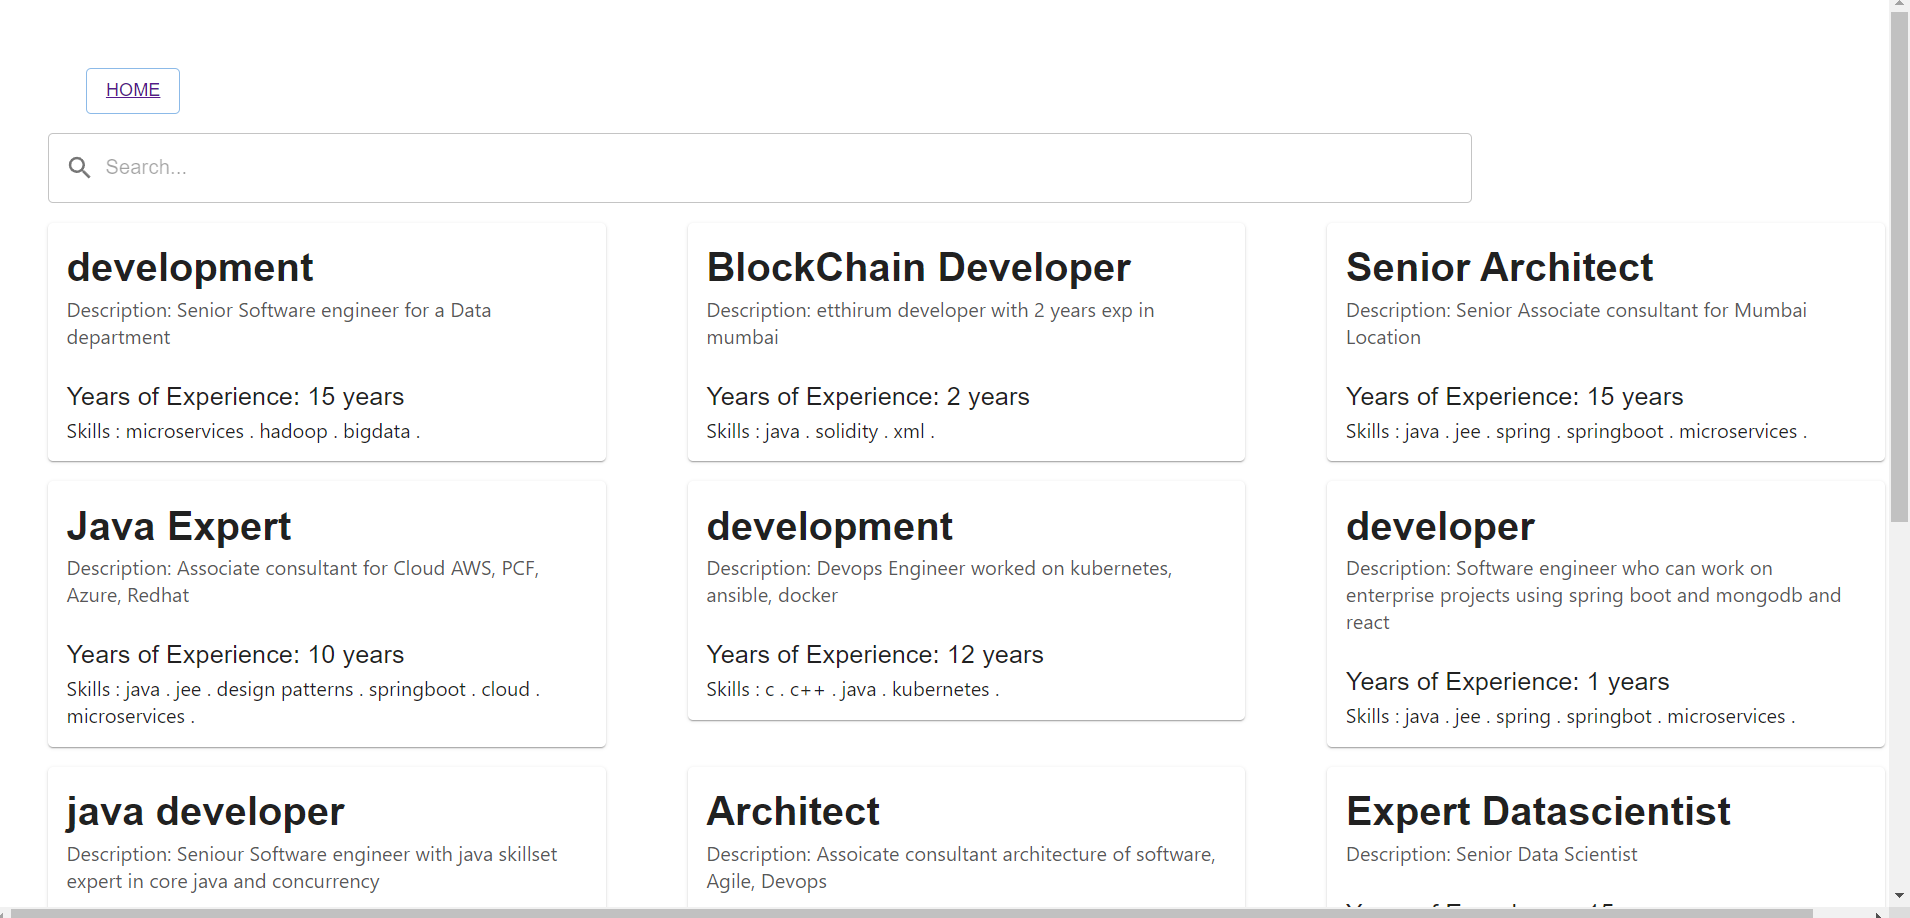 HOME
Search...
development
Description: Senior Software engineer for a Data
department
Years of Experience: 15 years
Skills : microservices . hadoop . bigdata .
BlockChain Developer
Description: etthirum developer with 2 years exp in
mumbai
Years of Experience: 2 years
Skills : java . solidity . xml .
Senior Architect
Description: Senior Associate consultant for Mumbai
Location
Years of Experience: 15 years
Skills : java . jee . spring . springboot . microservices .
Java Expert
Description: Associate consultant for Cloud AWS, PCF,
Azure, Redhat
Years of Experience: 10 years
Skills : java . jee . design patterns . springboot . cloud .
microservices .
development
Description: Devops Engineer worked on kubernetes,
ansible, docker
Years of Experience: 12 years
Skills : c . c++ . java . kubernetes .
developer
Description: Software engineer who can work on
enterprise projects using spring boot and mongodb and
react
Years of Experience: 1 years
Skills : java . jee . spring . springbot . microservices .
java developer
Description: Seniour Software engineer with java skillset
expert in core java and concurrency
Architect
Description: Assoicate consultant architecture of software,
Agile, Devops
Expert Datascientist
Description: Senior Data Scientist